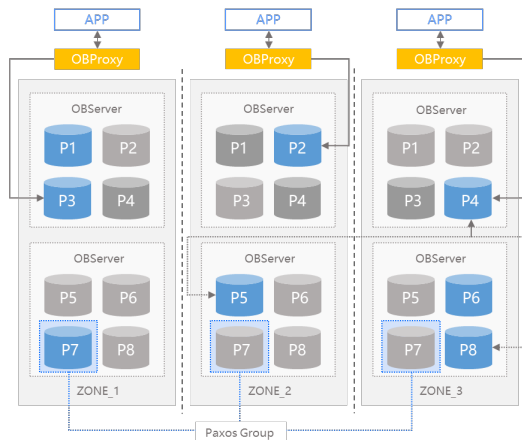 APP
APP
APP
OBProxy
OBProxy
OBProxy
OBServer
P1
P2
P3
P4
OBServer
P1
P2
P3
P4
OBServer
P1
P2
P3
P4
OBServer
P5
P6
P7
P8
ZONE_1
OBServer
P5
P6
P7
P8
ZONE_2
OBServer
P5
P6
P7
P8
ZONE_3
Paxos Group